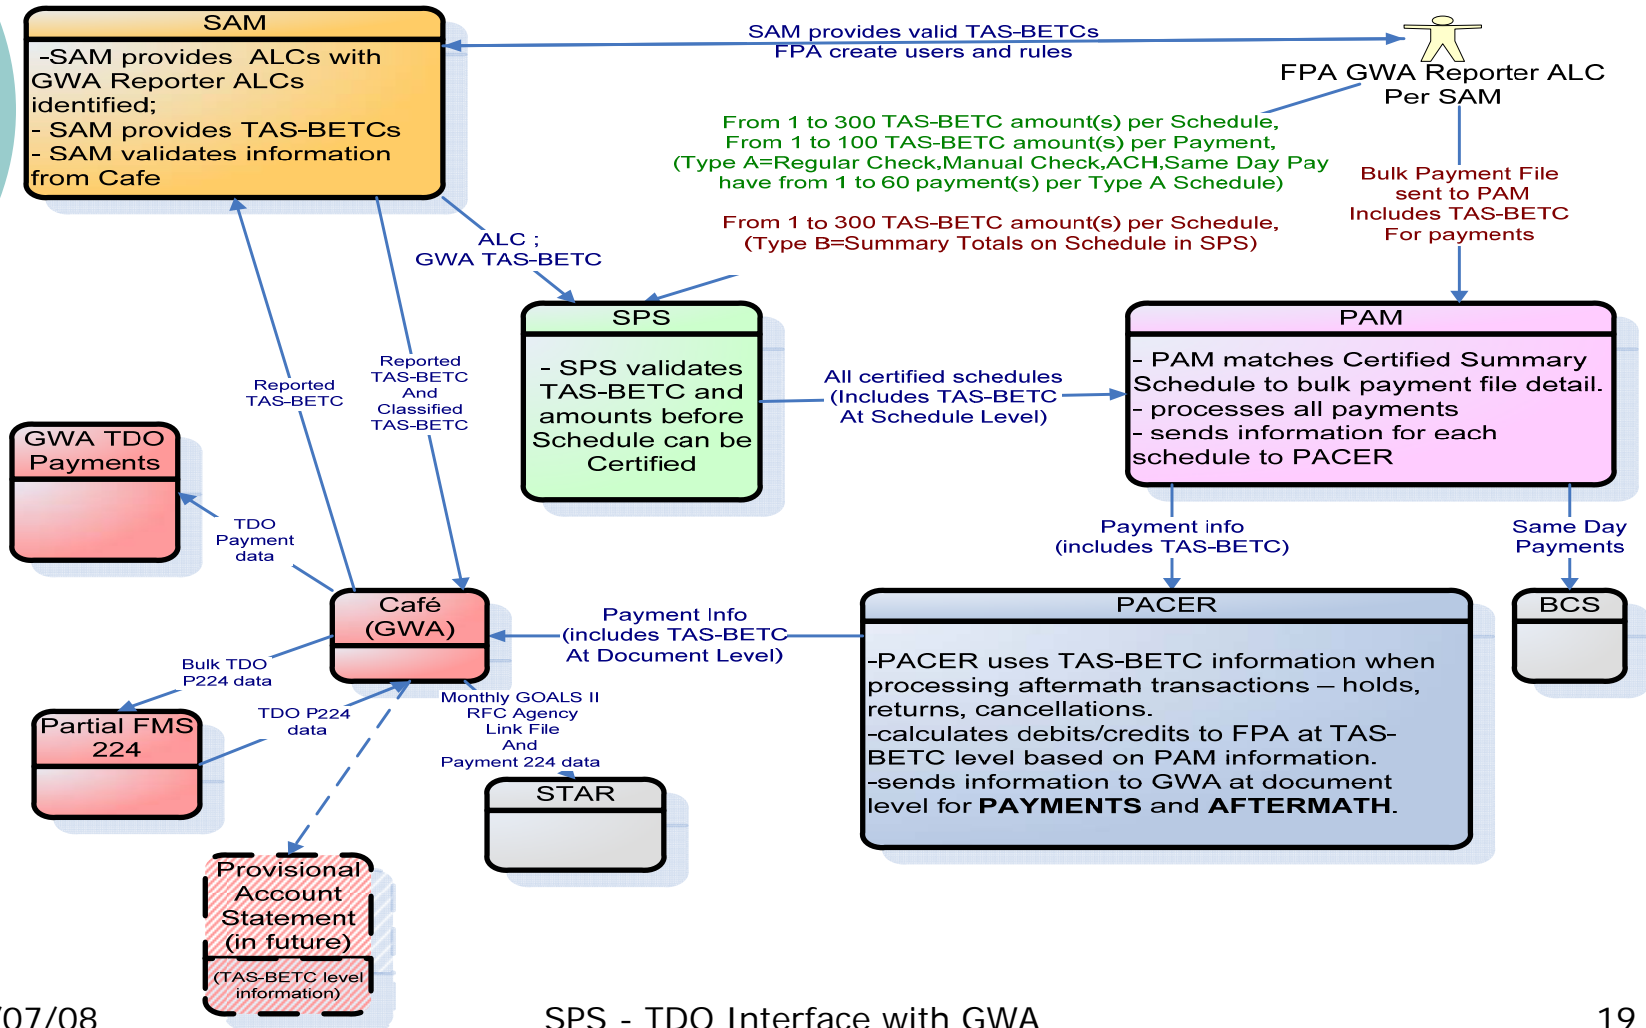 SAM
-SAM provides ALCs with
GWA Reporter ALCs
identified;
- SAM provides TAS-BETCs
- SAM validates information
from Cafe
SAM provides valid TAS-BETCs
FPA create users and rules
FPA GWA Reporter ALC
Per SAM
From 1 to 300 TAS-BETC amount(s) per Schedule,
From 1 to 100 TAS-BETC amount(s) per Payment,
(Type A=Regular Check,Manual Check,ACH,Same Day Pay
have from 1 to 60 payment(s) per Type A Schedule)
From 1 to 300 TAS-BETC amount(s) per Schedule,
(Type B=Summary Totals on Schedule in SPS)
Bulk Payment File
sent to PAM
Includes TAS-BETC
For payments
ALC ;
GWA TAS-BETC
SPS
- SPS validates
TAS-BETC and
amounts before
Schedule can be
Certified
All certified schedules
(Includes TAS-BETC
At Schedule Level)
PAM
- PAM matches Certified Summary
Schedule to bulk payment file detail.
- processes all payments
- sends information for each
schedule to PACER
Reported
TAS-BETC
Reported
TAS-BETC
And
Classified
TAS-BETC
GWA TDO
Payments
TDO
Payment
data
Payment info
(includes TAS-BETC)
Same Day
Payments
Café
(GWA)
Payment Info
(includes TAS-BETC
At Document Level)
PACER
-PACER uses TAS-BETC information when
processing aftermath transactions – holds,
returns, cancellations.
-calculates debits/credits to FPA at TAS-
BETC level based on PAM information.
-sends information to GWA at document
level for PAYMENTS and AFTERMATH.
BCS
Bulk TDO
P224 data
Partial FMS
224
TDO P224
data
Monthly GOALS II
RFC Agency
Link File
And
Payment 224 data
STAR
Provisional
Account
Statement
(in future)
(TAS-BETC level
information)
/07/08
SPS - TDO Interface with GWA
19